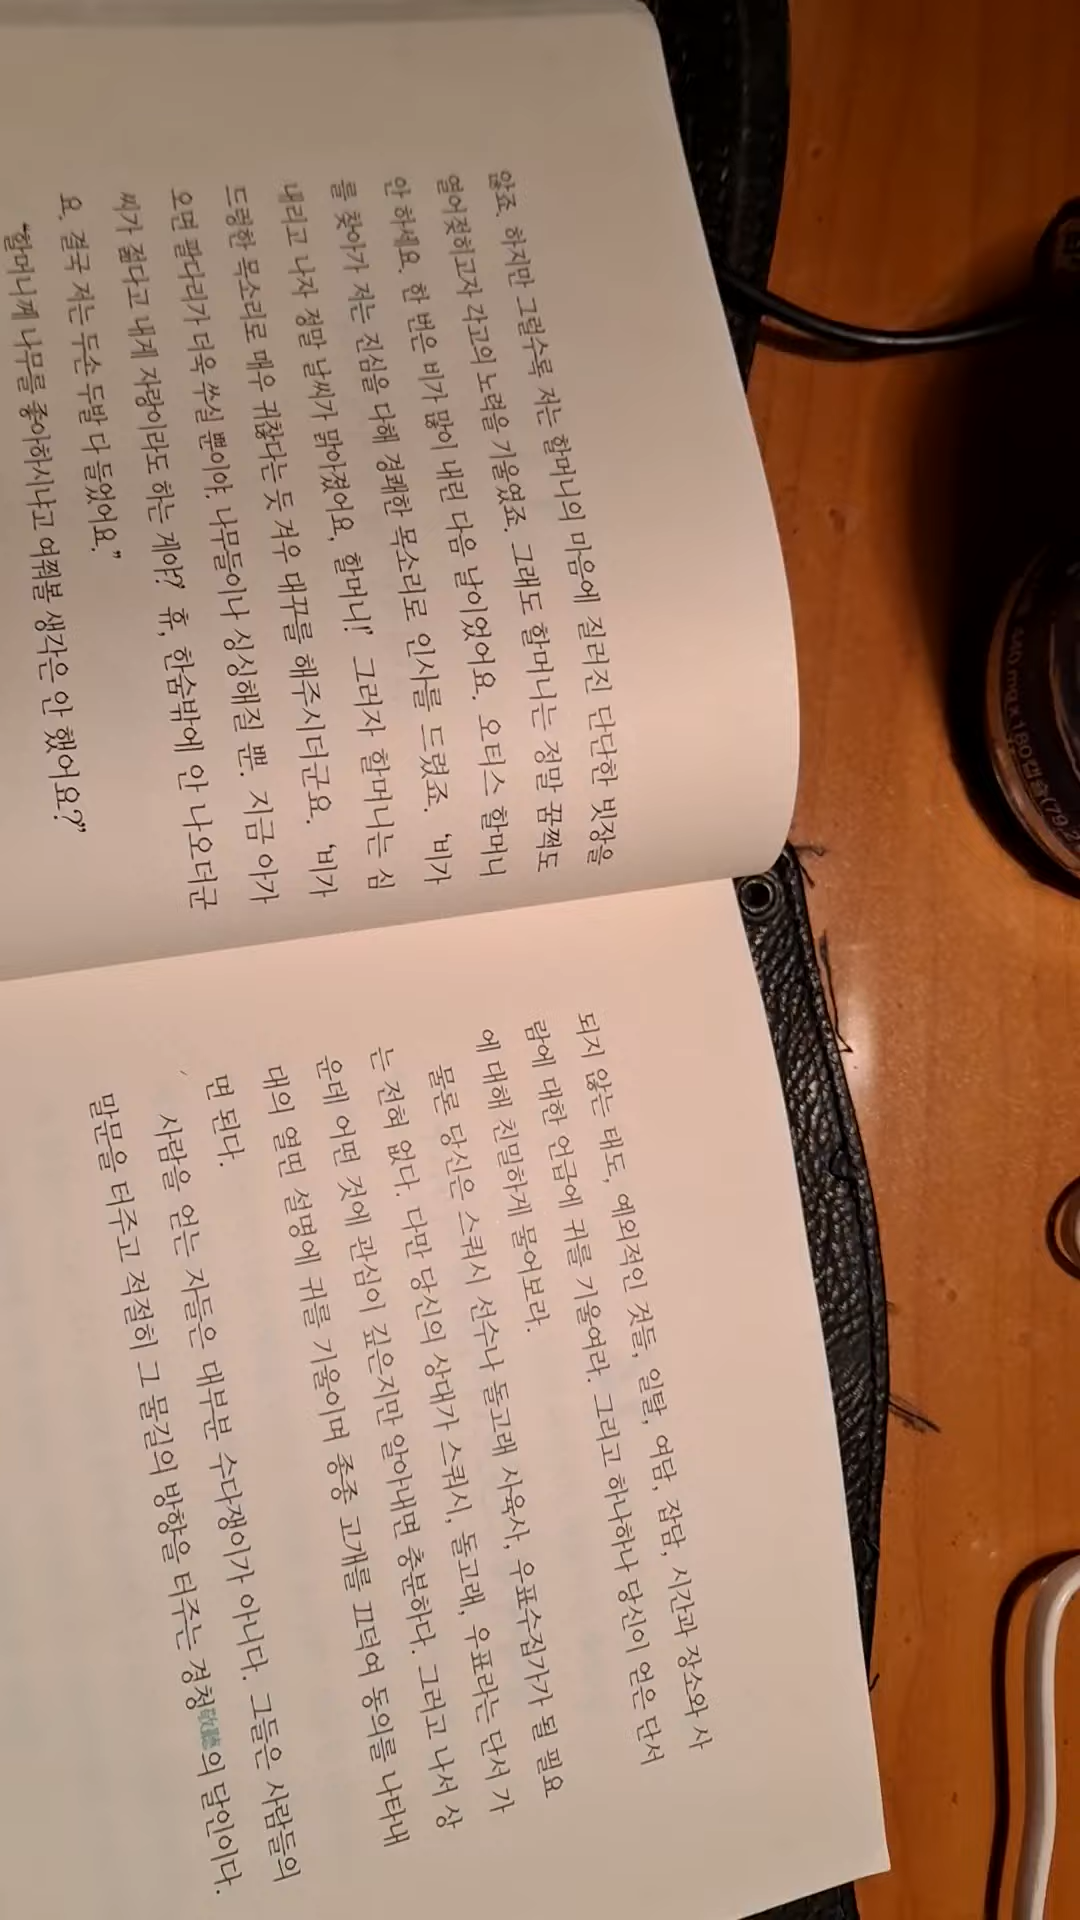 않죠. 하지만 그럴수록 저는 할머니의 마음에 질러진 단단한 빗장을
열어젖히고자 각고의 노력을 기울였죠. 그래도 할머니는 정말 꿈쩍도
안 하세요. 한 번은 비가 많이 내린 다음 날이었어요. 오티스 할머니
를 찾아가 저는 진심을 다해 경쾌한 목소리로 인사를 드렸죠. ‘비가
내리고 나자 정말 날씨가 맑아졌어요, 할머니!’ 그러자 할머니는 심
드렁한 목소리로 매우 귀찮다는 듯 겨우 대꾸를 해주시더군요. ‘비가
오면 팔다리가 더욱 쑤실 뿐이야. 나무들이나 싱싱해질 뿐. 지금 아가
씨가 젊다고 내게 자랑이라도 하는 게야?’ 휴, 한숨밖에 안 나오더군
요. 결국 저는 두손 두발 다 들었어요.”
“할머니께 나무를 좋아하시냐고 여쭤볼 생각은 안 했어요?”
되지 않는 태도, 예외적인 것들, 일탈, 여담, 잡담, 시간과 장소와 사
람에 대한 언급에 귀를 기울여라. 그리고 하나하나 당신이 얻은 단서
에 대해 친밀하게 물어보라.
물론 당신은 스쿼시 선수나 돌고래 사육사, 우표수집가가 될 필요
는 전혀 없다. 다만 당신의 상대가 스쿼시, 돌고래, 우표라는 단서 가
운데 어떤 것에 관심이 깊은지만 알아내면 충분하다. 그러고 나서 상
대의 열띤 설명에 귀를 기울이며 종종 고개를 끄덕여 동의를 나타내
면 된다.
사람을 얻는 자들은 대부분 수다쟁이가 아니다. 그들은 사람들의
말문을 터주고 적절히 그 물길의 방향을 터주는 경청敬聽의 달인이다.
340 mg x 180캡슐(79.2